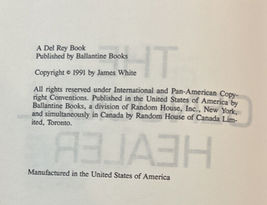 A Del Rey Book
Published by Ballantine Books
Copyright © 1991 by James White
All rights reserved under International and Pan-American Copy-
right Conventions. Published in the United States of America by
Ballantine Books, a division of Random House, Inc., New York,
and simultaneously in Canada by Random House of Canada Lim-
ited, Toronto.
Manufactured in the United States of America